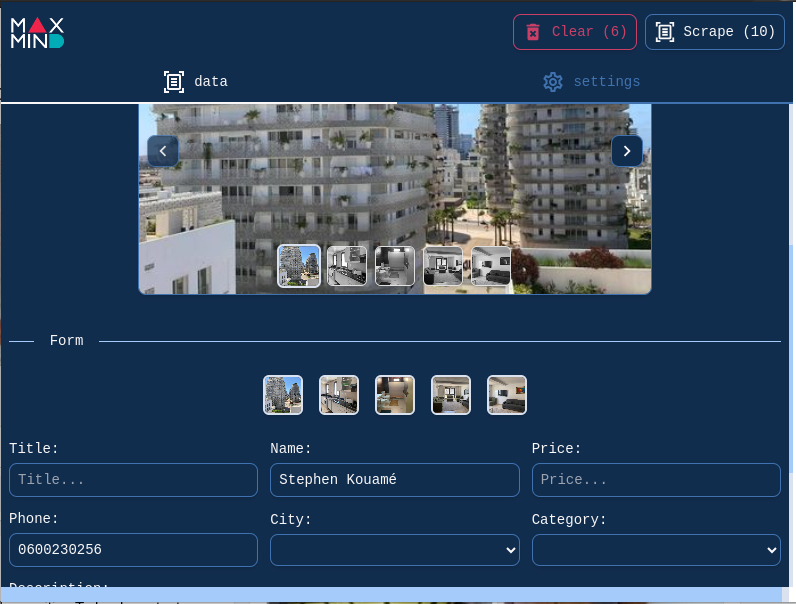 MAX
MIND
Clear (6)
Scrape (10)
data
settings
Form
Title:
Name:
Price:
Title...
Stephen Kouamé
Price...
Phone:
City:
Category:
0600230256
Description: